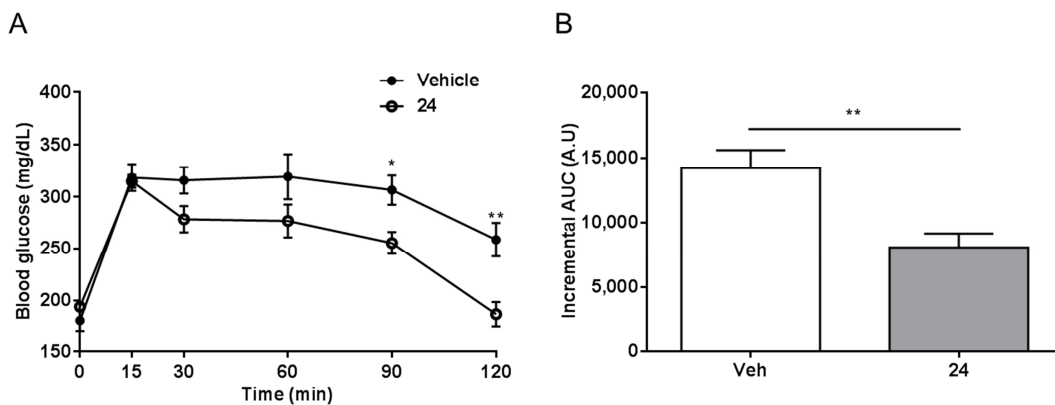 A
Blood glucose (mg/dL)
400
350
300
250
200
150
Vehicle
24
*
**
0 15 30 60 90 120
Time (min)
B
Incremental AUC (A.U)
20,000
15,000
10,000
5,000
0
**
Veh 24